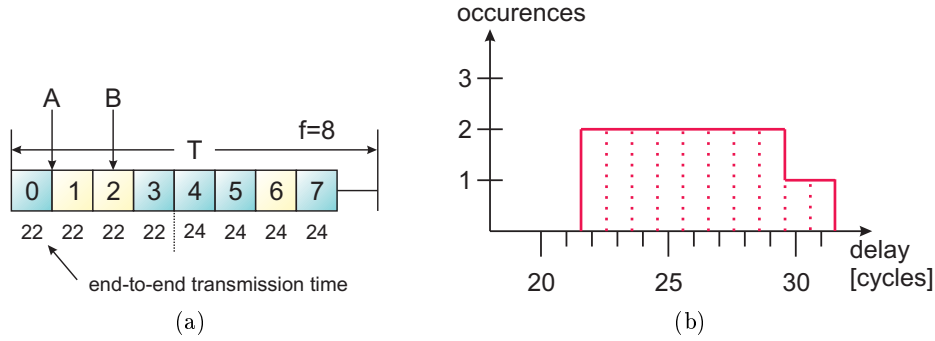 A B
f=8
T
0 1 2 3 4 5 6 7
22 22 22 22 24 24 24 24
end-to-end transmission time
(a)
occurences
3
2
1
20 25 30
delay
[cycles]
(b)